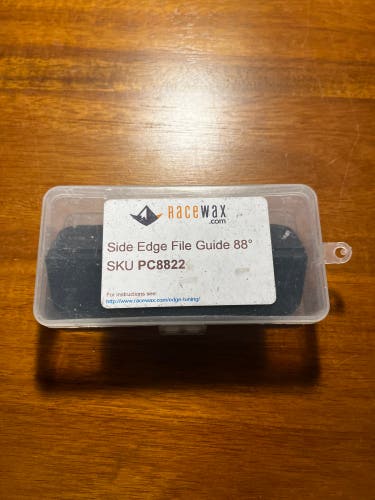 RACEWAX
.com
Side Edge File Guide 88°
SKU PC8822
For instructions see:
http://www.racewax.com/edge-tuning/